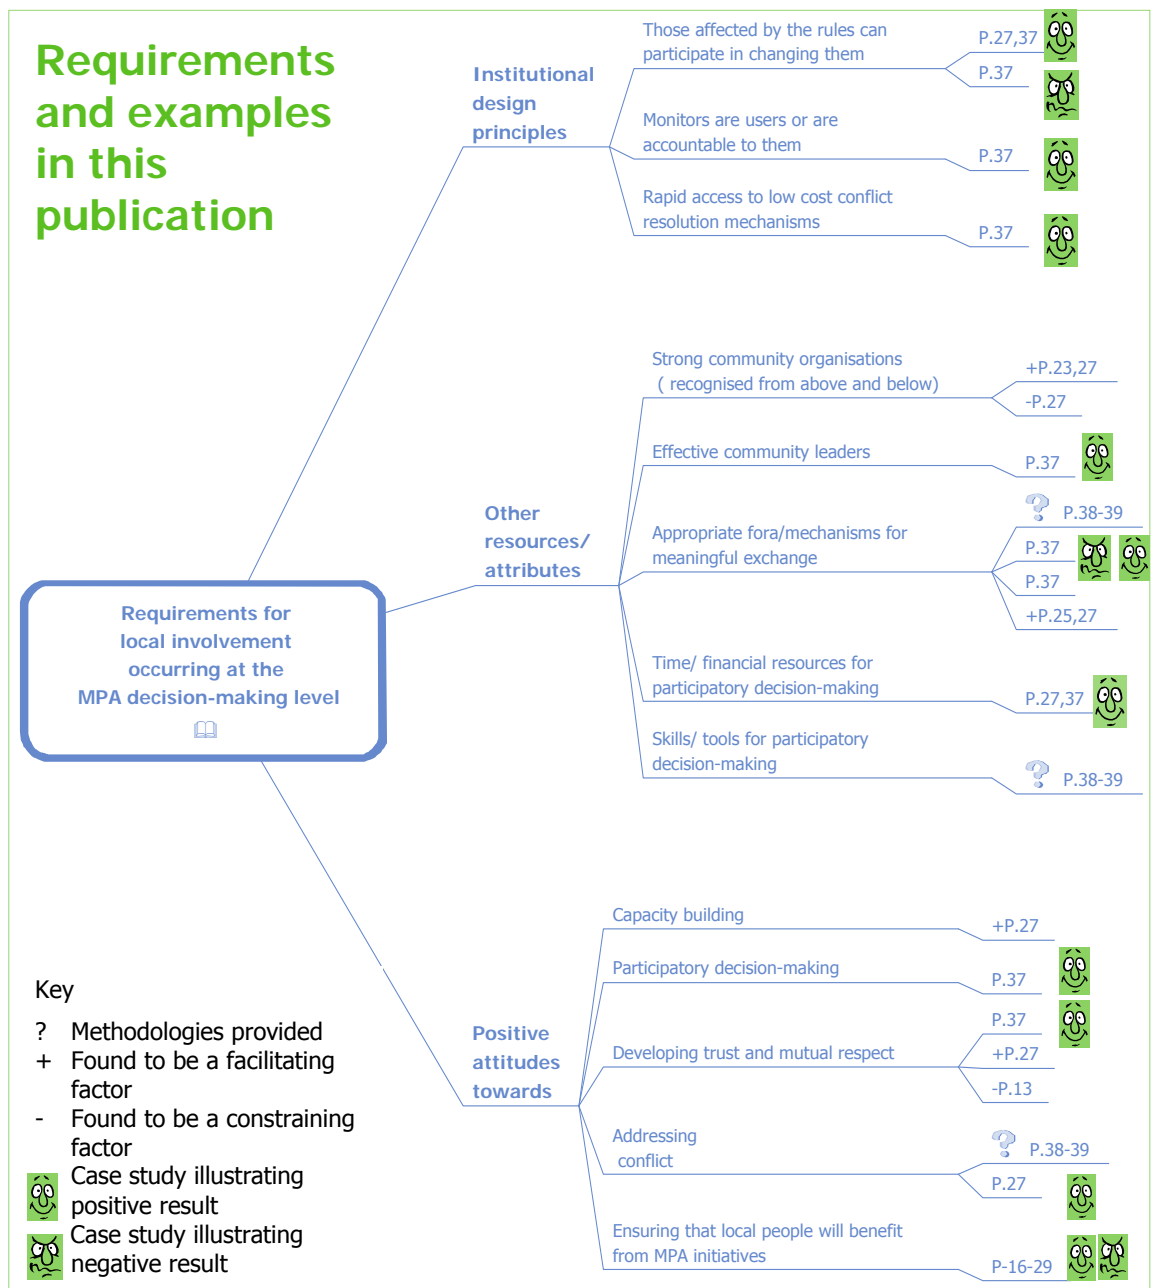 Requirements
and examples
in this
publication
Institutional
design
principles
Those affected by the rules can
participate in changing them
P.27,37
P.37
Monitors are users or are
accountable to them
P.37
Rapid access to low cost conflict
resolution mechanisms
P.37
Requirements for
local involvement
occurring at the
MPA decision-making level
Other
resources/
attributes
Strong community organisations
( recognised from above and below)
+P.23,27
-P.27
Effective community leaders
P.37
Appropriate fora/mechanisms for
meaningful exchange
? P.38-39
P.37
P.37
+P.25,27
Time/ financial resources for
participatory decision-making
P.27,37
Skills/ tools for participatory
decision-making
? P.38-39
Positive
attitudes
towards
Capacity building
+P.27
Participatory decision-making
P.37
Developing trust and mutual respect
P.37
+P.27
-P.13
Addressing
conflict
? P.38-39
P.27
Ensuring that local people will benefit
from MPA initiatives
P-16-29
Key
? Methodologies provided
+ Found to be a facilitating
factor
- Found to be a constraining
factor
Case study illustrating
positive result
Case study illustrating
negative result